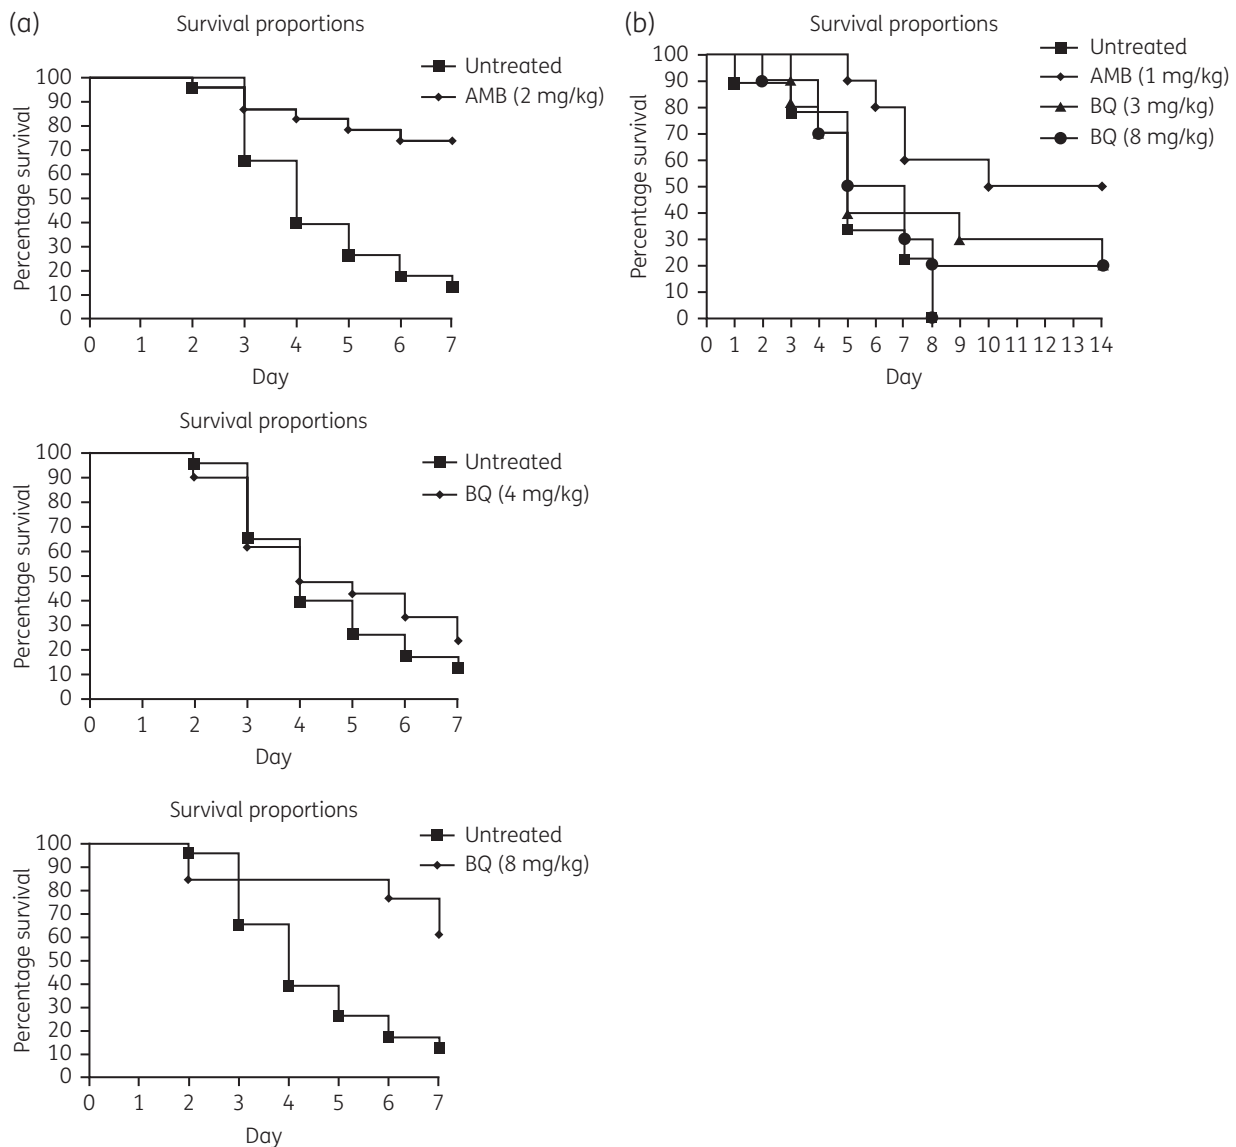 (a)
Survival proportions
Untreated
AMB (2 mg/kg)
Percentage survival
100
90
80
70
60
50
40
30
20
10
0
0 1 2 3 4 5 6 7
Day
(b)
Survival proportions
Untreated
AMB (1 mg/kg)
BQ (3 mg/kg)
BQ (8 mg/kg)
Percentage survival
100
90
80
70
60
50
40
30
20
10
0
0 1 2 3 4 5 6 7 8 9 10 11 12 13 14
Day
Survival proportions
Untreated
BQ (4 mg/kg)
Percentage survival
100
90
80
70
60
50
40
30
20
10
0
0 1 2 3 4 5 6 7
Day
Survival proportions
Untreated
BQ (8 mg/kg)
Percentage survival
100
90
80
70
60
50
40
30
20
10
0
0 1 2 3 4 5 6 7
Day